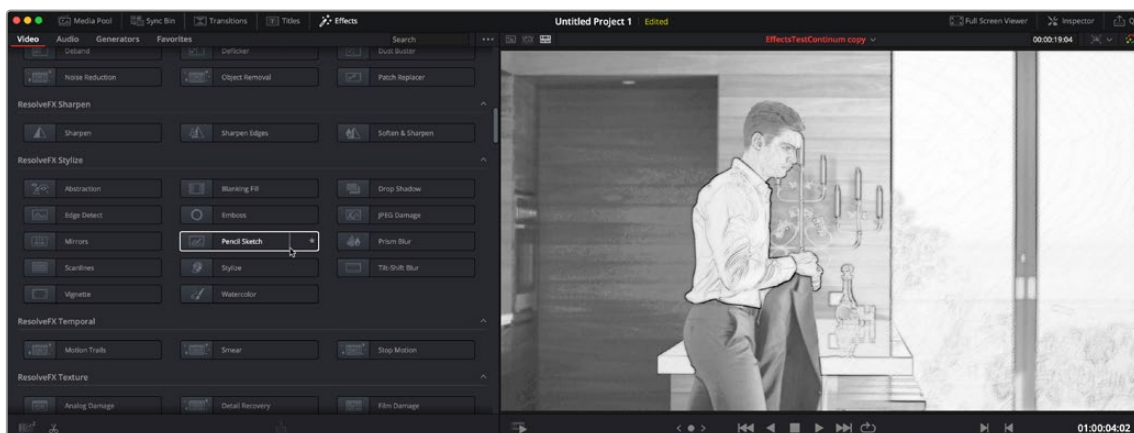 Media Pool Sync Bin Transitions Titles Effects Untitled Project 1 Edited Full Screen Viewer Inspector
Video Audio Generators Favorites Search EffectsTestContinum copy 00:00:19:04
Deband Deflicker Dust Buster
Noise Reduction Object Removal Patch Replacer
ResolveFX Sharpen
Sharpen Sharpen Edges Soften & Sharpen
ResolveFX Stylize
Abstraction Blanking Fill Drop Shadow
Edge Detect Emboss JPEG Damage
Mirrors Pencil Sketch Prism Blur
Scanlines Stylize Tilt-Shift Blur
Vignette Watercolor
ResolveFX Temporal
Motion Trails Smear Stop Motion
ResolveFX Texture
Analog Damage Detail Recovery Film Damage
01:00:04:02